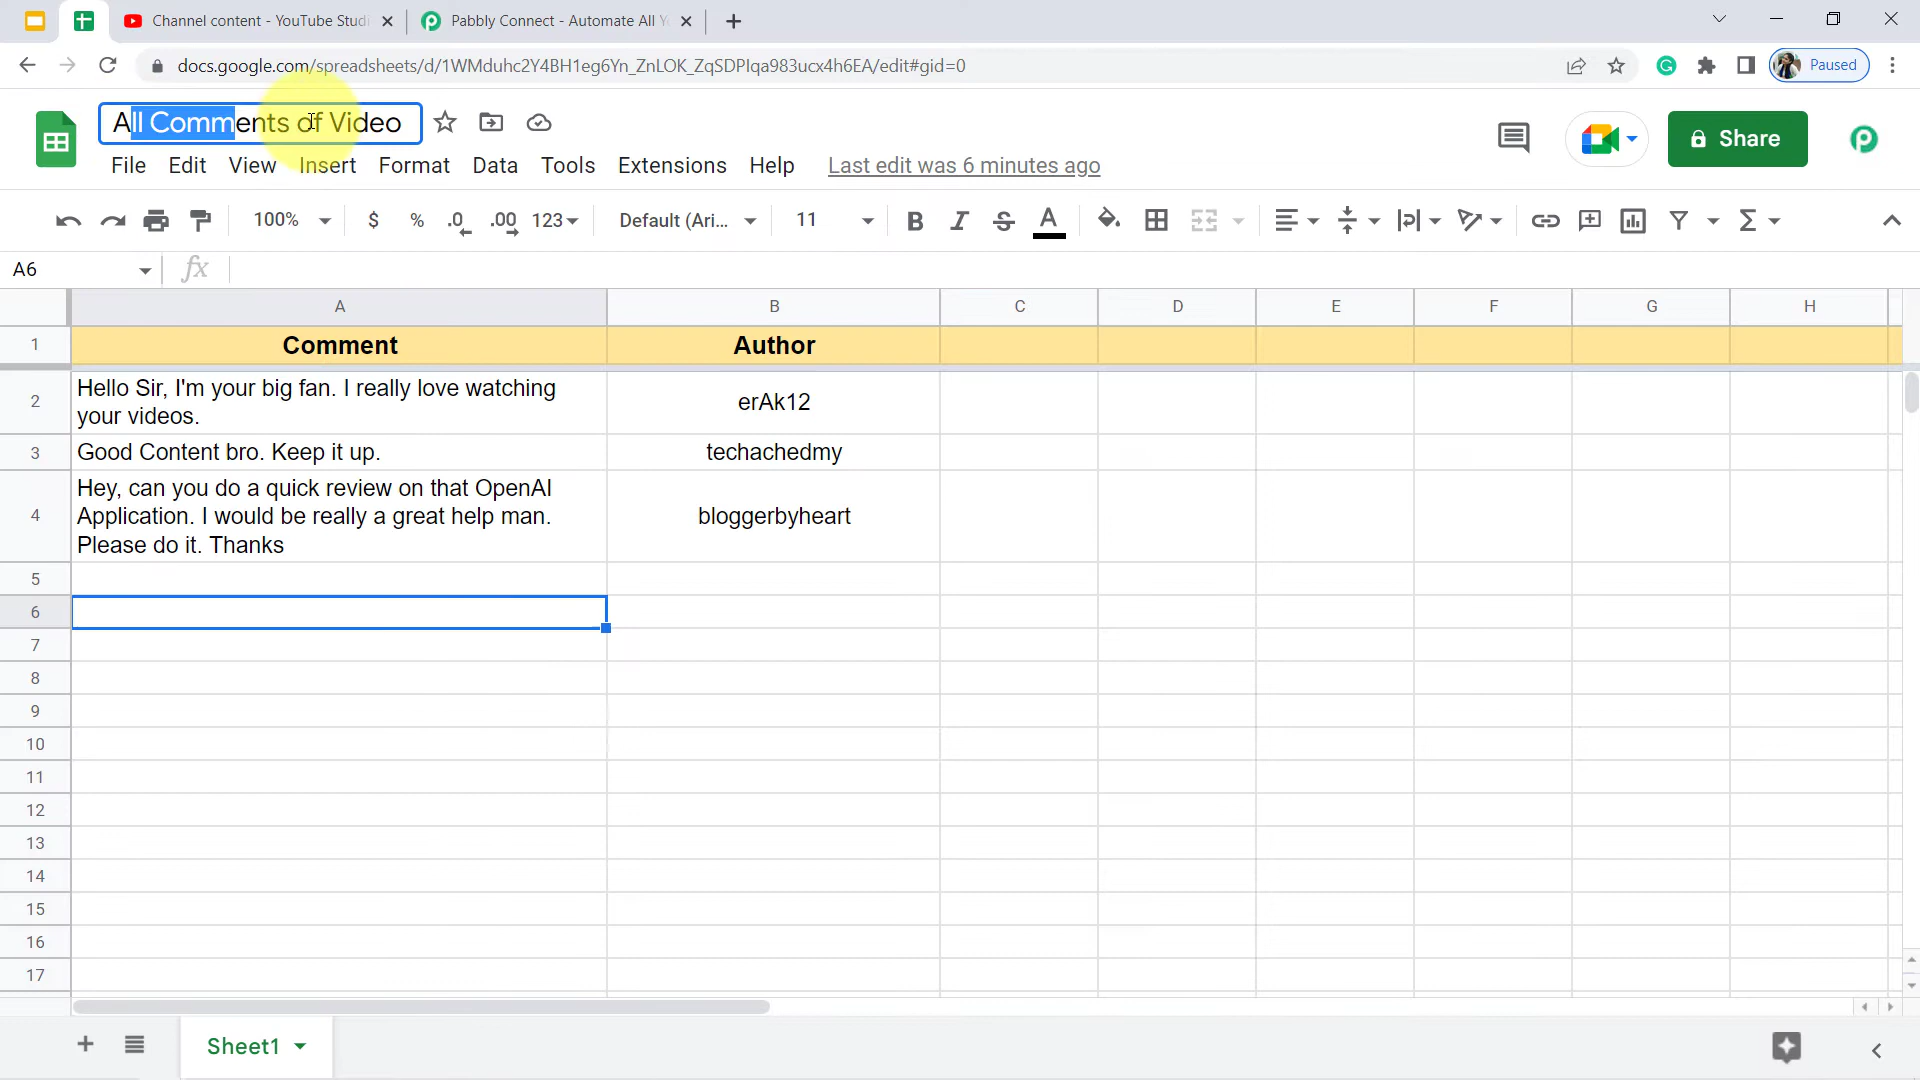 Channel content - YouTube Studi
Pabbly Connect - Automate All Y
docs.google.com/spreadsheets/d/1WMduhc2Y4BH1eg6Yn_ZnLOK_ZqSDPIqa983ucx4h6EA/edit#gid=0
Paused
All Comments of Video
File Edit View Insert Format Data Tools Extensions Help Last edit was 6 minutes ago
Share
100% $ % .0 .00 123 Default (Ari... 11 B I S A
A6 fx
A B C D E F G H
1 Comment Author
2 Hello Sir, I'm your big fan. I really love watching
your videos. erAk12
3 Good Content bro. Keep it up. techachedmy
4 Hey, can you do a quick review on that OpenAI
Application. I would be really a great help man.
Please do it. Thanks bloggerbyheart
5
6
7
8
9
10
11
12
13
14
15
16
17
Sheet1